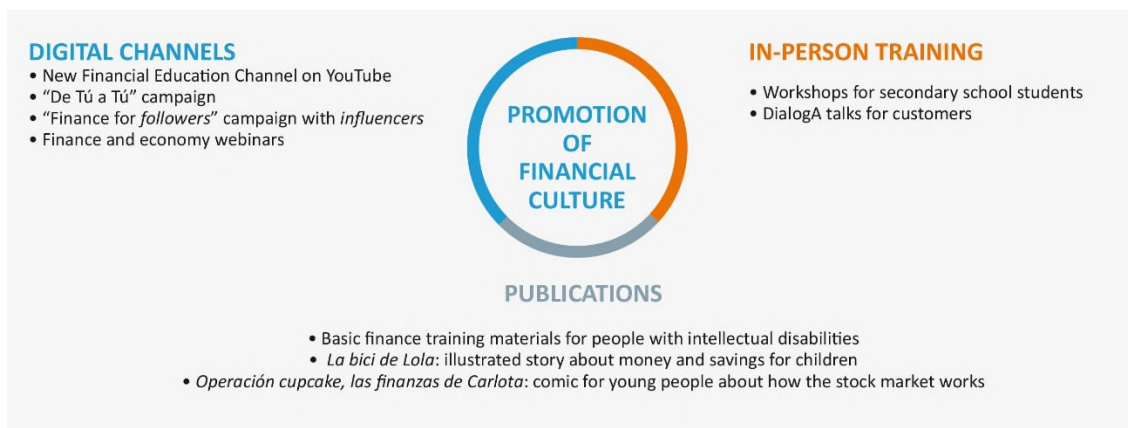 DIGITAL CHANNELS
• New Financial Education Channel on YouTube
• “De Tú a Tú” campaign
• “Finance for followers” campaign with influencers
• Finance and economy webinars
PROMOTION
OF
FINANCIAL
CULTURE
IN-PERSON TRAINING
• Workshops for secondary school students
• DialogA talks for customers
PUBLICATIONS
• Basic finance training materials for people with intellectual disabilities
• La bici de Lola: illustrated story about money and savings for children
• Operación cupcake, las finanzas de Carlota: comic for young people about how the stock market works